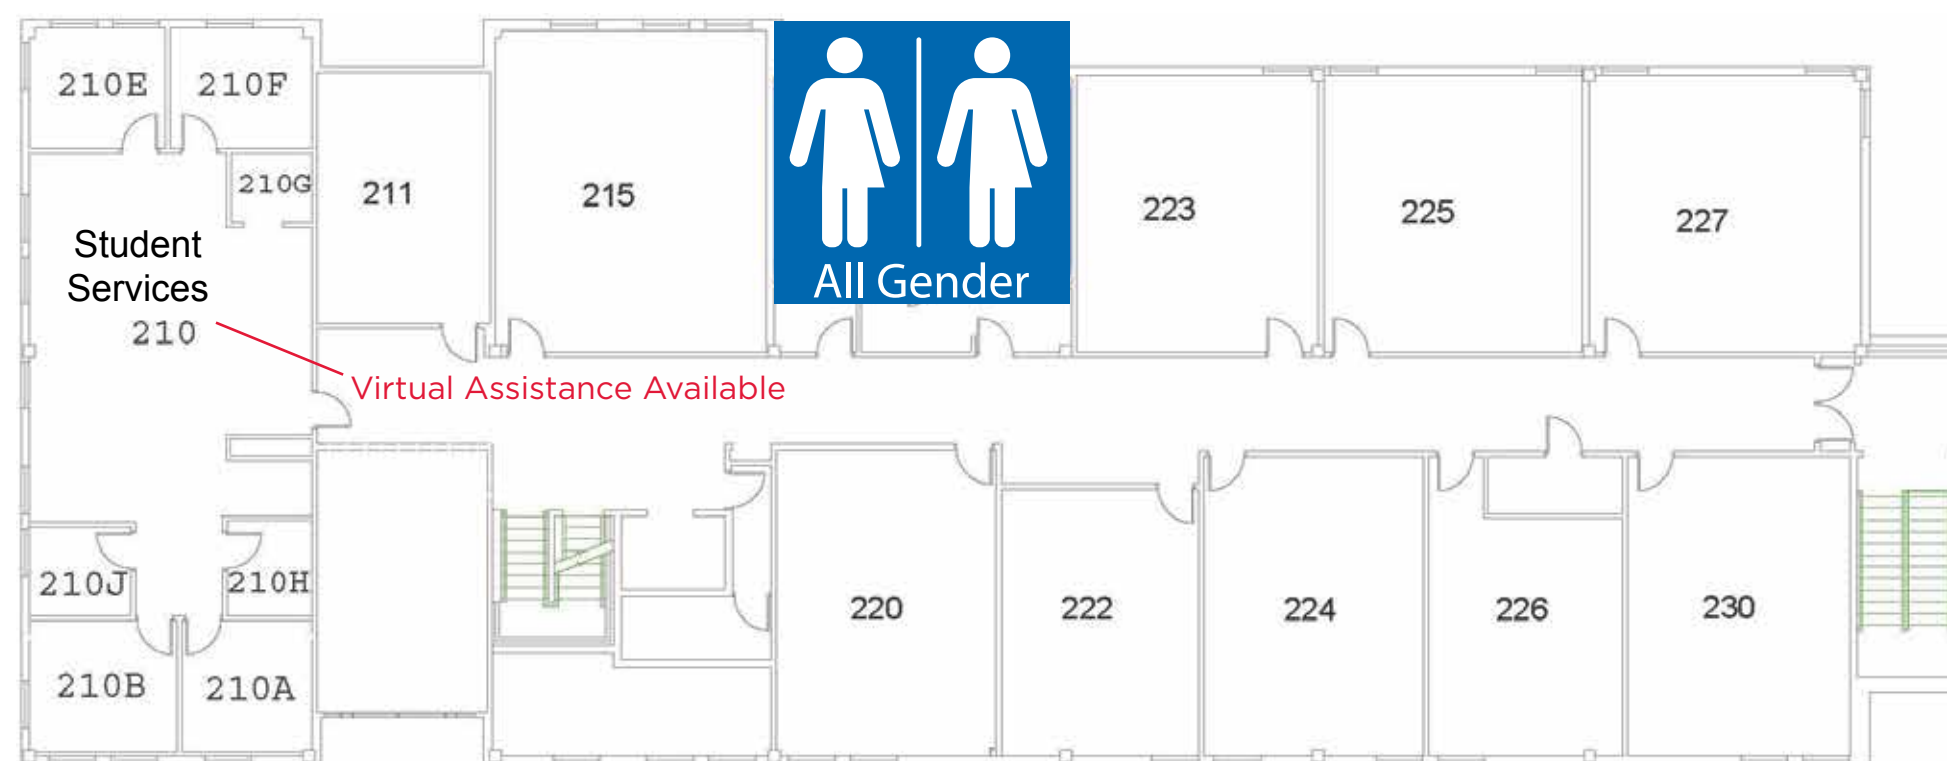 210E
210F
210G
211
215
All Gender
223
225
227
Student
Services
210
Virtual Assistance Available
210J
210H
210B
210A
220
222
224
226
230